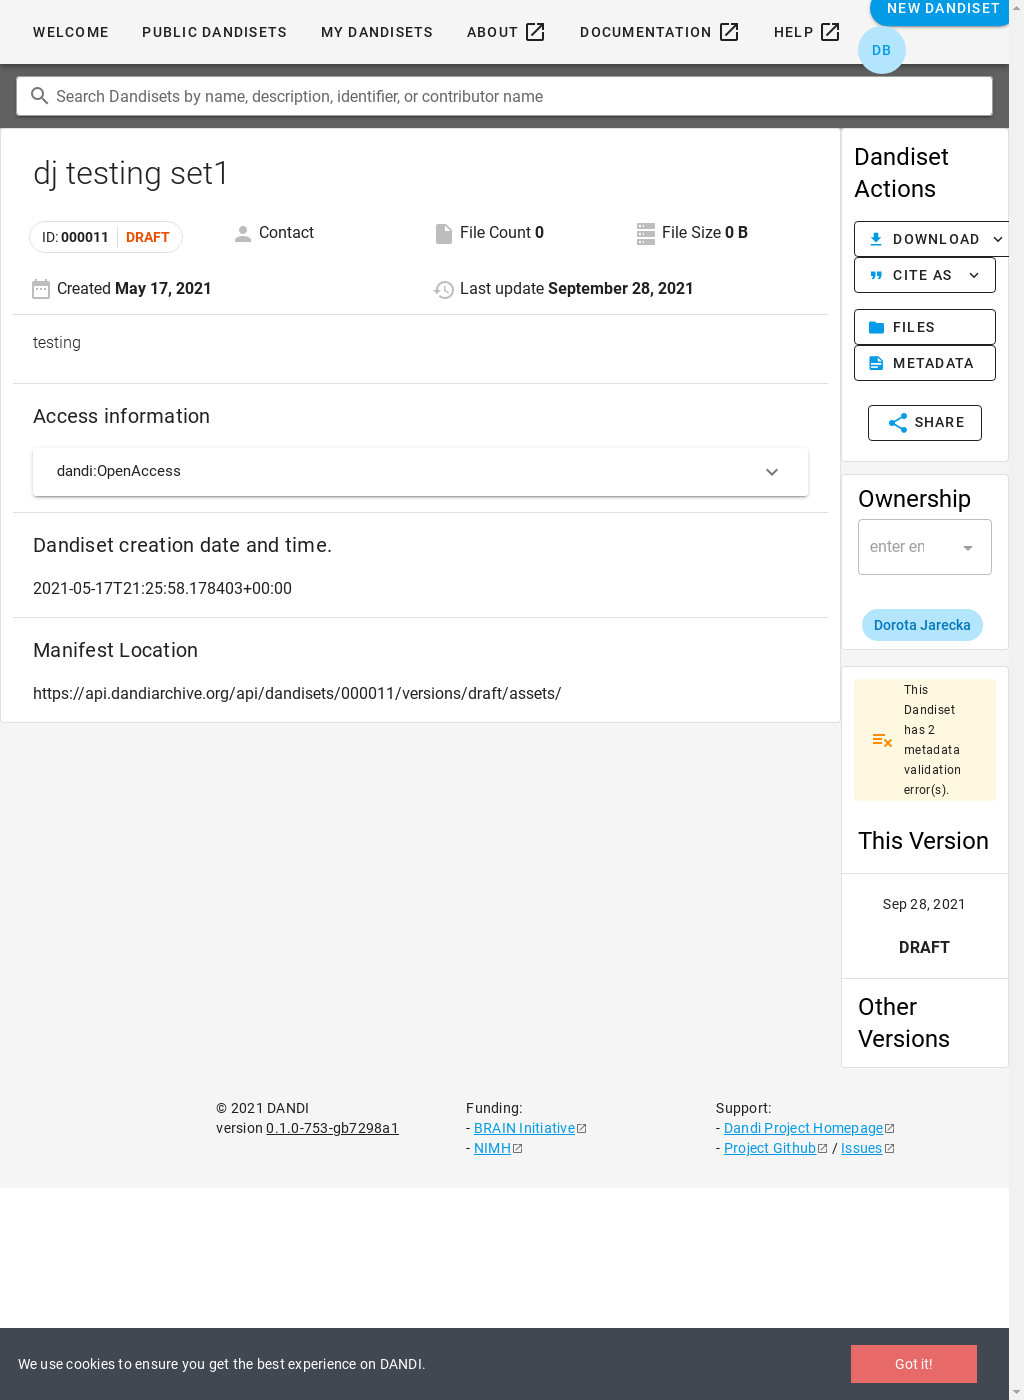 WELCOME PUBLIC DANDISETS MY DANDISETS ABOUT DOCUMENTATION HELP NEW DANDISET
DB
Search Dandisets by name, description, identifier, or contributor name
dj testing set1
ID: 000011 DRAFT Contact File Count 0 File Size 0 B
Created May 17, 2021 Last update September 28, 2021
testing
Access information
dandi:OpenAccess
Dandiset creation date and time.
2021-05-17T21:25:58.178403+00:00
Manifest Location
https://api.dandiarchive.org/api/dandisets/000011/versions/draft/assets/
Dandiset
Actions
DOWNLOAD
CITE AS
FILES
METADATA
SHARE
Ownership
enter en
Dorota Jarecka
This
Dandiset
has 2
metadata
validation
error(s).
This Version
Sep 28, 2021
DRAFT
Other
Versions
© 2021 DANDI
version 0.1.0-753-gb7298a1
Funding:
- BRAIN Initiative
- NIMH
Support:
- Dandi Project Homepage
- Project Github / Issues
We use cookies to ensure you get the best experience on DANDI.
Got it!